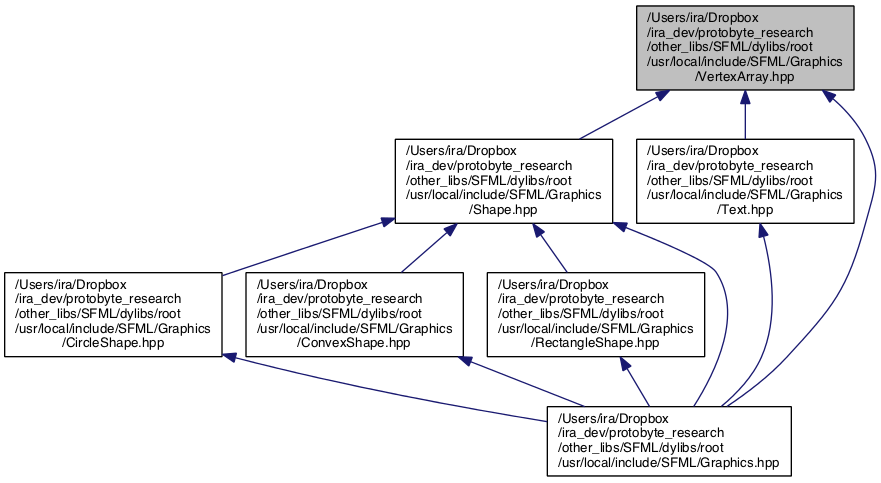 /Users/ira/Dropbox
/ira_dev/protobyte_research
/other_libs/SFML/dylibs/root
/usr/local/include/SFML/Graphics
/VertexArray.hpp
/Users/ira/Dropbox
/ira_dev/protobyte_research
/other_libs/SFML/dylibs/root
/usr/local/include/SFML/Graphics
/Shape.hpp
/Users/ira/Dropbox
/ira_dev/protobyte_research
/other_libs/SFML/dylibs/root
/usr/local/include/SFML/Graphics
/Text.hpp
/Users/ira/Dropbox
/ira_dev/protobyte_research
/other_libs/SFML/dylibs/root
/usr/local/include/SFML/Graphics
/CircleShape.hpp
/Users/ira/Dropbox
/ira_dev/protobyte_research
/other_libs/SFML/dylibs/root
/usr/local/include/SFML/Graphics
/ConvexShape.hpp
/Users/ira/Dropbox
/ira_dev/protobyte_research
/other_libs/SFML/dylibs/root
/usr/local/include/SFML/Graphics
/RectangleShape.hpp
/Users/ira/Dropbox
/ira_dev/protobyte_research
/other_libs/SFML/dylibs/root
/usr/local/include/SFML/Graphics.hpp